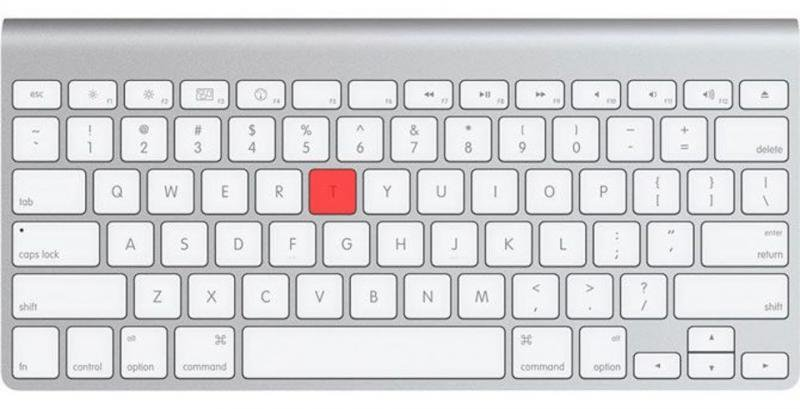 esc F1 F2 F3 F4 F5 F6 F7 F8 F9 F10 F11 F12
~ ! @ # $ % ^ & * ( ) _ +
` 1 2 3 4 5 6 7 8 9 0 - = delete
tab Q W E R T Y U I O P { [ } ] | \
caps lock A S D F G H J K L : ; " ' enter return
shift Z X C V B N M < , > . ? / shift
fn control alt option ⌘ command ⌘ command alt option